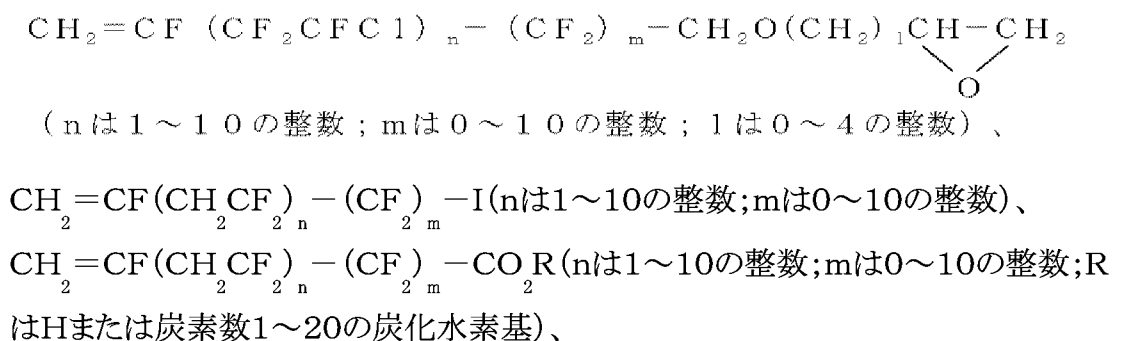 CH₂=CF(CF₂CFCl)ₙ−(CF₂)ₘ−CH₂O(CH₂)ₗCH−CH₂
O
(nは1~10の整数;mは0~10の整数;lは0~4の整数)、
CH₂=CF(CH₂CF₂)ₙ−(CF₂)ₘ−I(nは1~10の整数;mは0~10の整数)、
CH₂=CF(CH₂CF₂)ₙ−(CF₂)ₘ−CO₂R(nは1~10の整数;mは0~10の整数;R
はHまたは炭素数1~20の炭化水素基)、